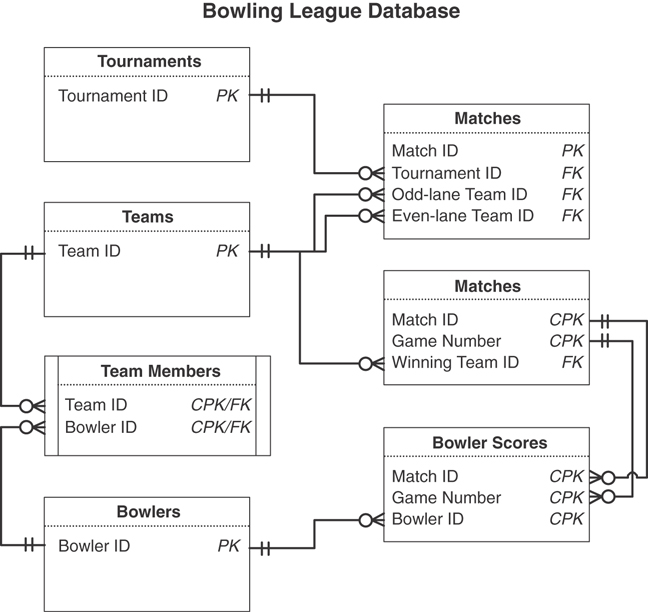 Bowling League Database
Tournaments
Tournament ID PK
Matches
Match ID PK
Tournament ID FK
Odd-lane Team ID FK
Even-lane Team ID FK
Teams
Team ID PK
Matches
Match ID CPK
Game Number CPK
Winning Team ID FK
Team Members
Team ID CPK/FK
Bowler ID CPK/FK
Bowler Scores
Match ID CPK
Game Number CPK
Bowler ID CPK
Bowlers
Bowler ID PK